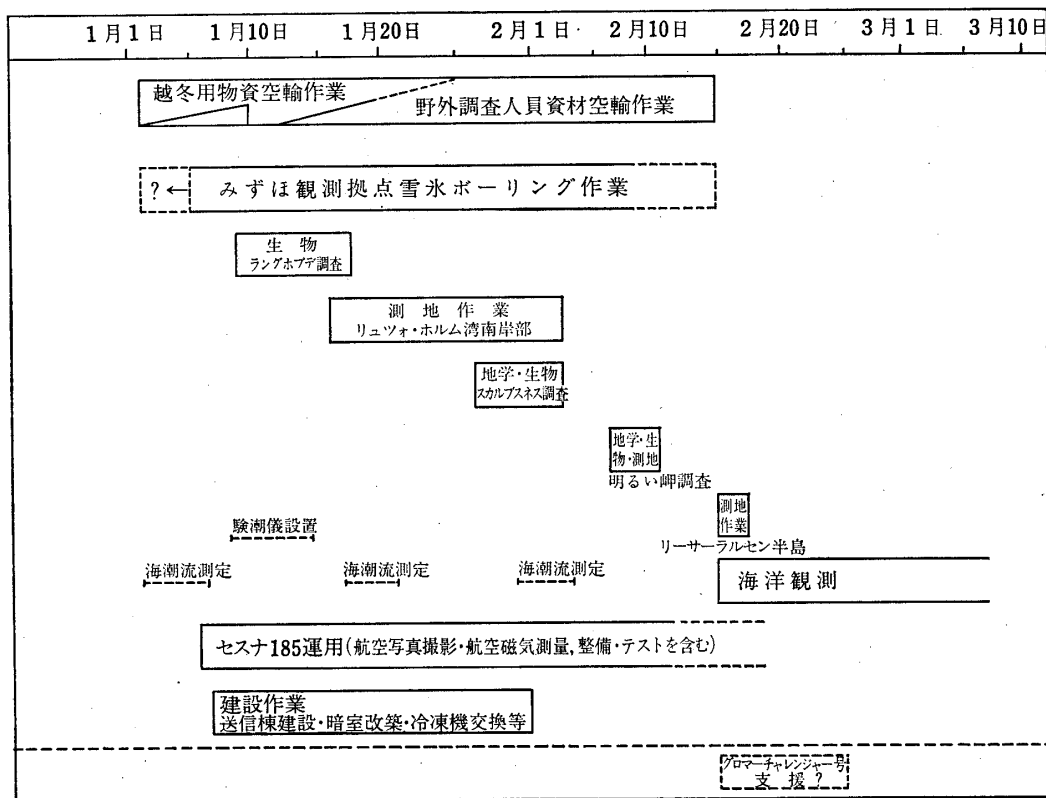 1月1日 1月10日 1月20日 2月1日 2月10日 2月20日 3月1日 3月10日
越冬用物資空輸作業
野外調査人員資材空輸作業
?← みずほ観測拠点雪氷ボーリング作業
生物
ラングホブデ調査
測地作業
リュツォ・ホルム湾南岸部
地学・生物
スカルブスネス調査
地学・生
物・測地
明るい岬調査
測地
作業
リーサーラルセン半島
験潮儀設置
海潮流測定 海潮流測定 海潮流測定
海洋観測
セスナ185運用(航空写真撮影・航空磁気測量,整備・テストを含む)
建設作業
送信棟建設・暗室改築・冷凍機交換等
グロマーチャレンジャー号
支援?